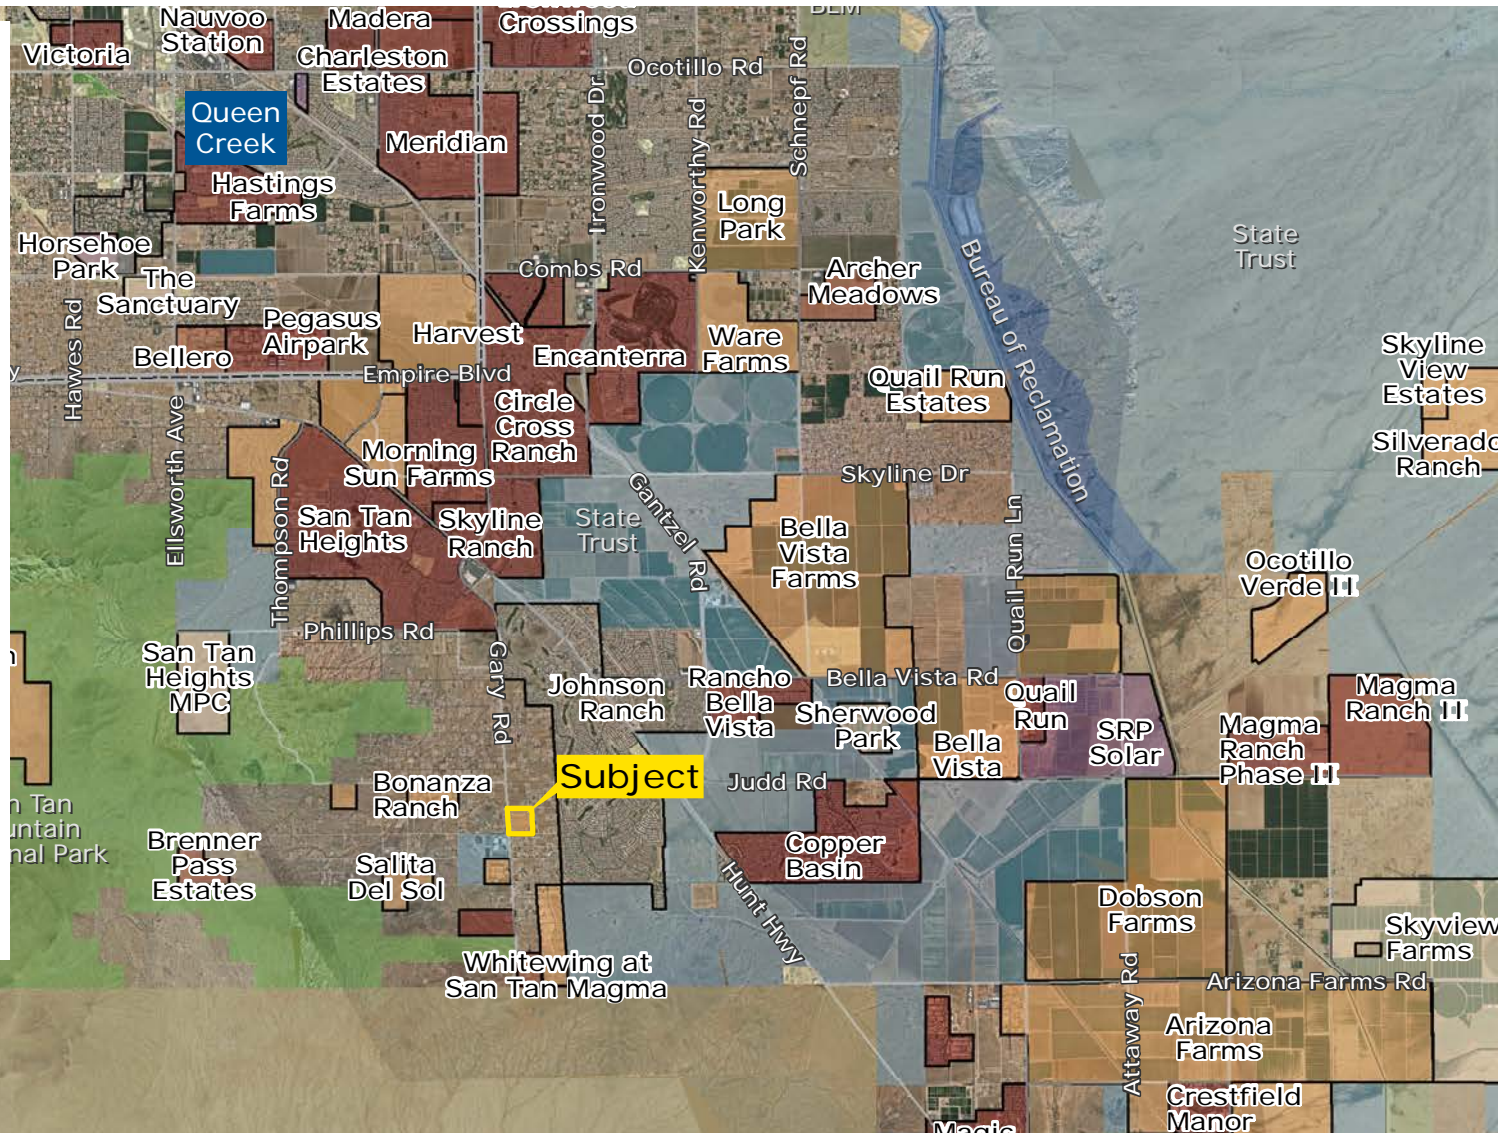 Nauvoo
Station
Madera
Crossings
BLM
Victoria
Charleston
Estates
Ocotillo Rd
Schnepf Rd
Queen
Creek
Meridian
Ironwood Dr
Kenworthy Rd
Hastings
Farms
Long
Park
State
Trust
Horsehoe
Park
The
Sanctuary
Combs Rd
Archer
Meadows
Bureau of Reclamation
Hawes Rd
Pegasus
Airpark
Harvest
Bellero
Encanterra
Ware
Farms
Skyline
View
Estates
Empire Blvd
Quail Run
Estates
Circle
Cross
Ranch
Ellsworth Ave
Morning
Sun Farms
Silverado
Ranch
Thompson Rd
Skyline Dr
Gantzel Rd
San Tan
Heights
Skyline
Ranch
State
Trust
Bella
Vista
Farms
Quail Run Ln
Ocotillo
Verde II
Phillips Rd
San Tan
Heights
MPC
Gary Rd
Johnson
Ranch
Rancho
Bella
Vista
Bella Vista Rd
Sherwood
Park
Quail
Run
Magma
Ranch II
SRP
Solar
Magma
Ranch
Phase II
Bella
Vista
Subject
Judd Rd
Bonanza
Ranch
Brenner
Pass
Estates
Salita
Del Sol
Copper
Basin
Hunt Hwy
Dobson
Farms
Skyview
Farms
Whitewing at
San Tan Magma
Arizona Farms Rd
Attaway Rd
Arizona
Farms
Crestfield
Manor
Magic